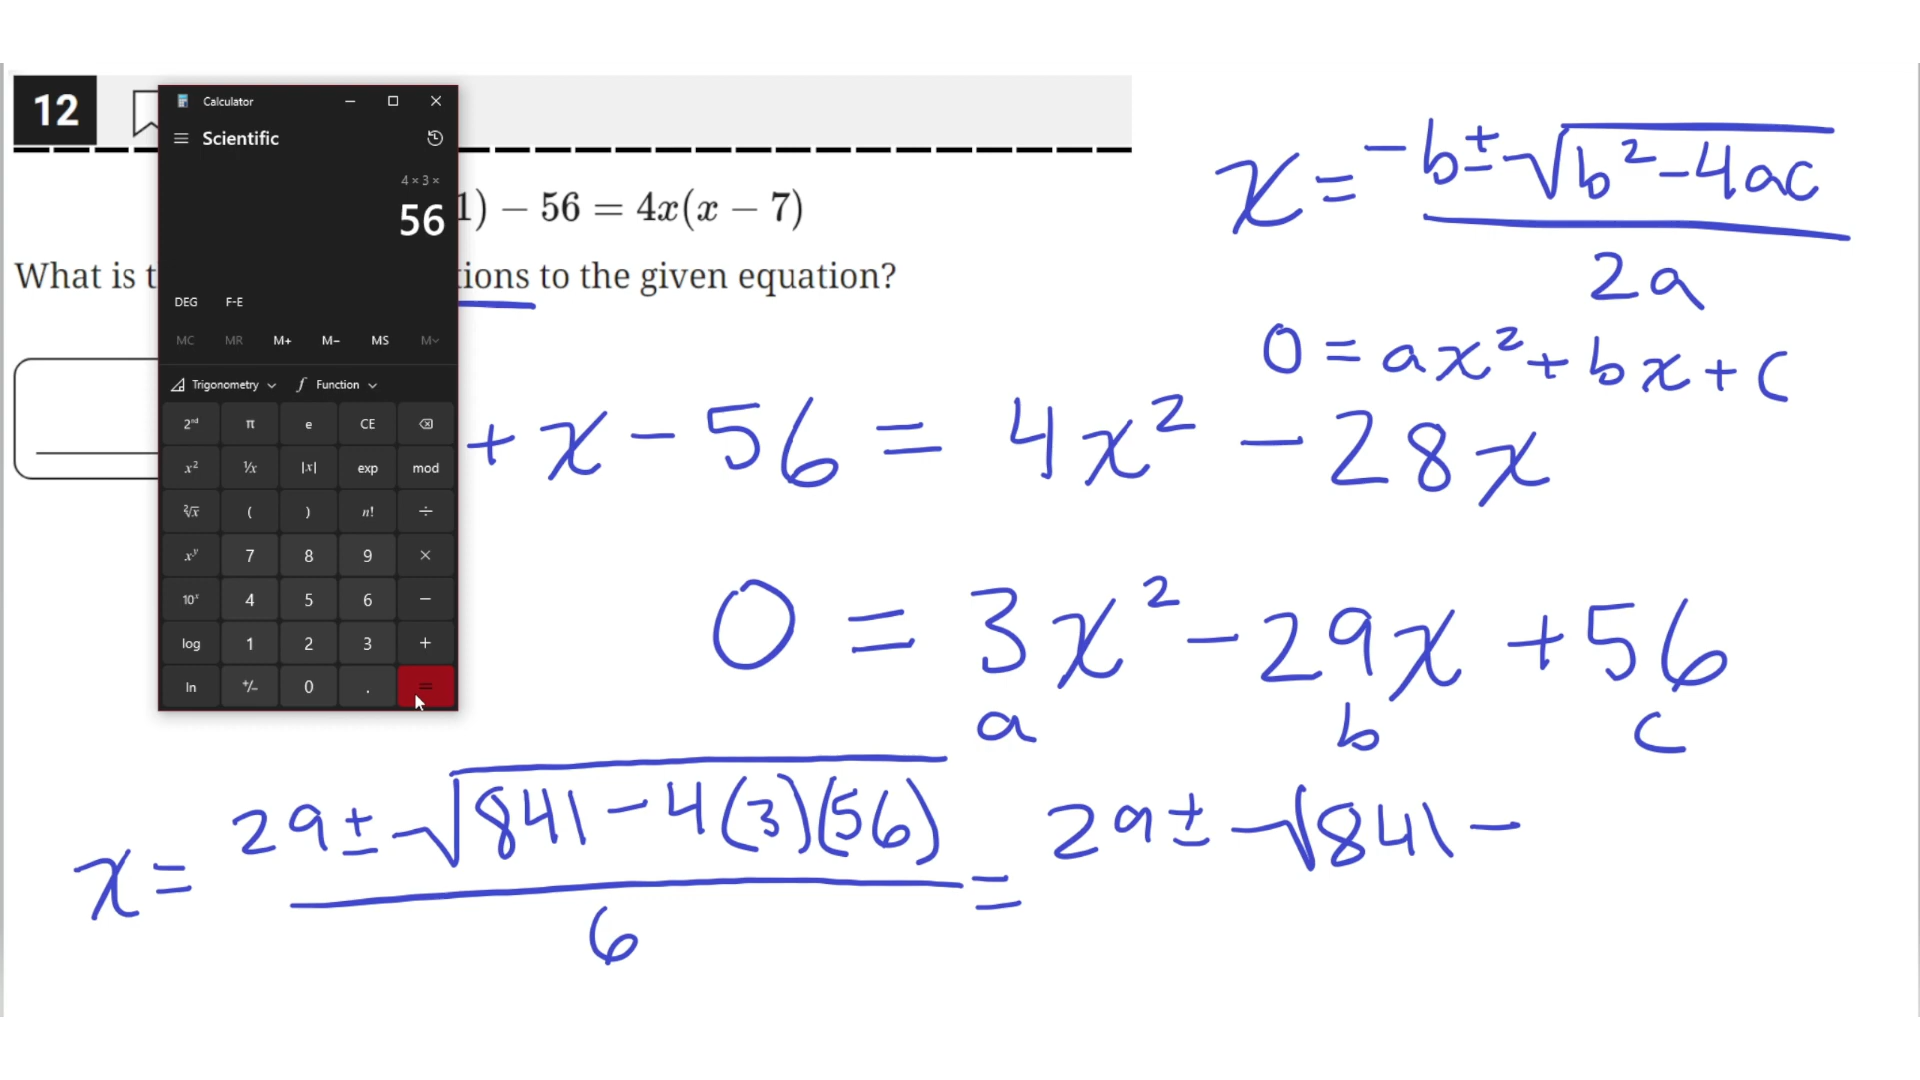 12
Calculator
Scientific
4 × 3 ×
56
1) − 56 = 4x(x − 7)
What is t
tions to the given equation?
DEG F-E
MC MR M+ M− MS M
Trigonometry f Function
2ⁿᵈ π e CE
x² ¹/x |x| exp mod
²√x ( ) n! ÷
xʸ 7 8 9 ×
10ˣ 4 5 6 −
log 1 2 3 +
ln +/− 0 . =
x = −b ± √b² − 4ac
2a
0 = ax² + bx + c
+ x − 56 = 4x² − 28x
0 = 3x² − 29x + 56
a b c
x = 29 ± √841 − 4(3)(56) = 29 ± √841 −
6